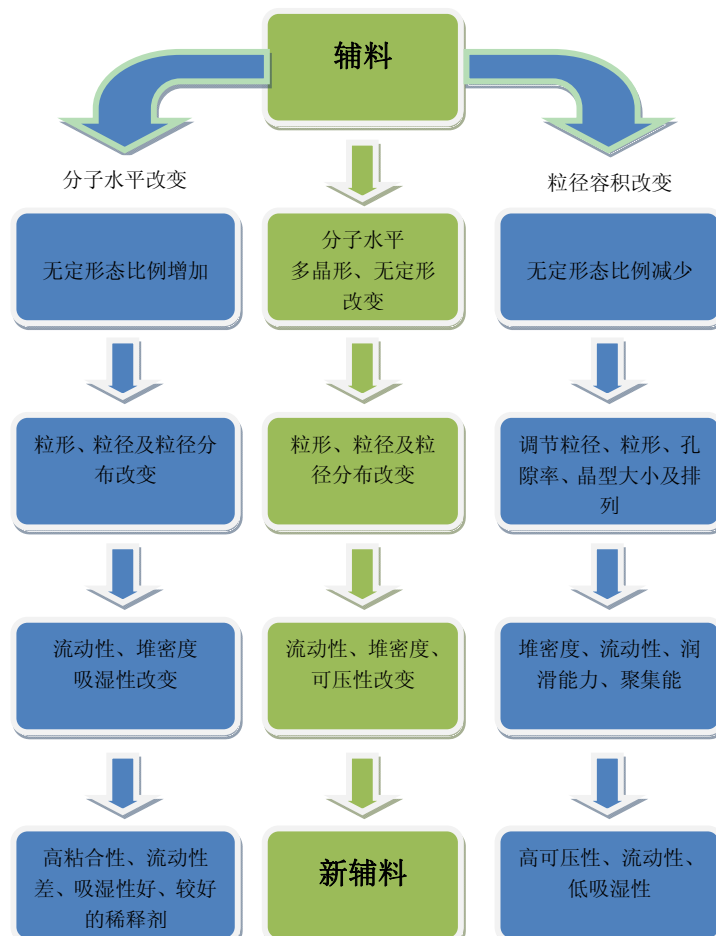 辅料
分子水平改变
粒径容积改变
无定形态比例增加
分子水平
多晶形、无定形
改变
无定形态比例减少
粒形、粒径及粒径分
布改变
粒形、粒径及粒
径分布改变
调节粒径、粒形、孔
隙率、晶型大小及排
列
流动性、堆密度
吸湿性改变
流动性、堆密度、
可压性改变
堆密度、流动性、润
滑能力、聚集能
高粘合性、流动性
差、吸湿性好、较好
的稀释剂
新辅料
高可压性、流动性、
低吸湿性